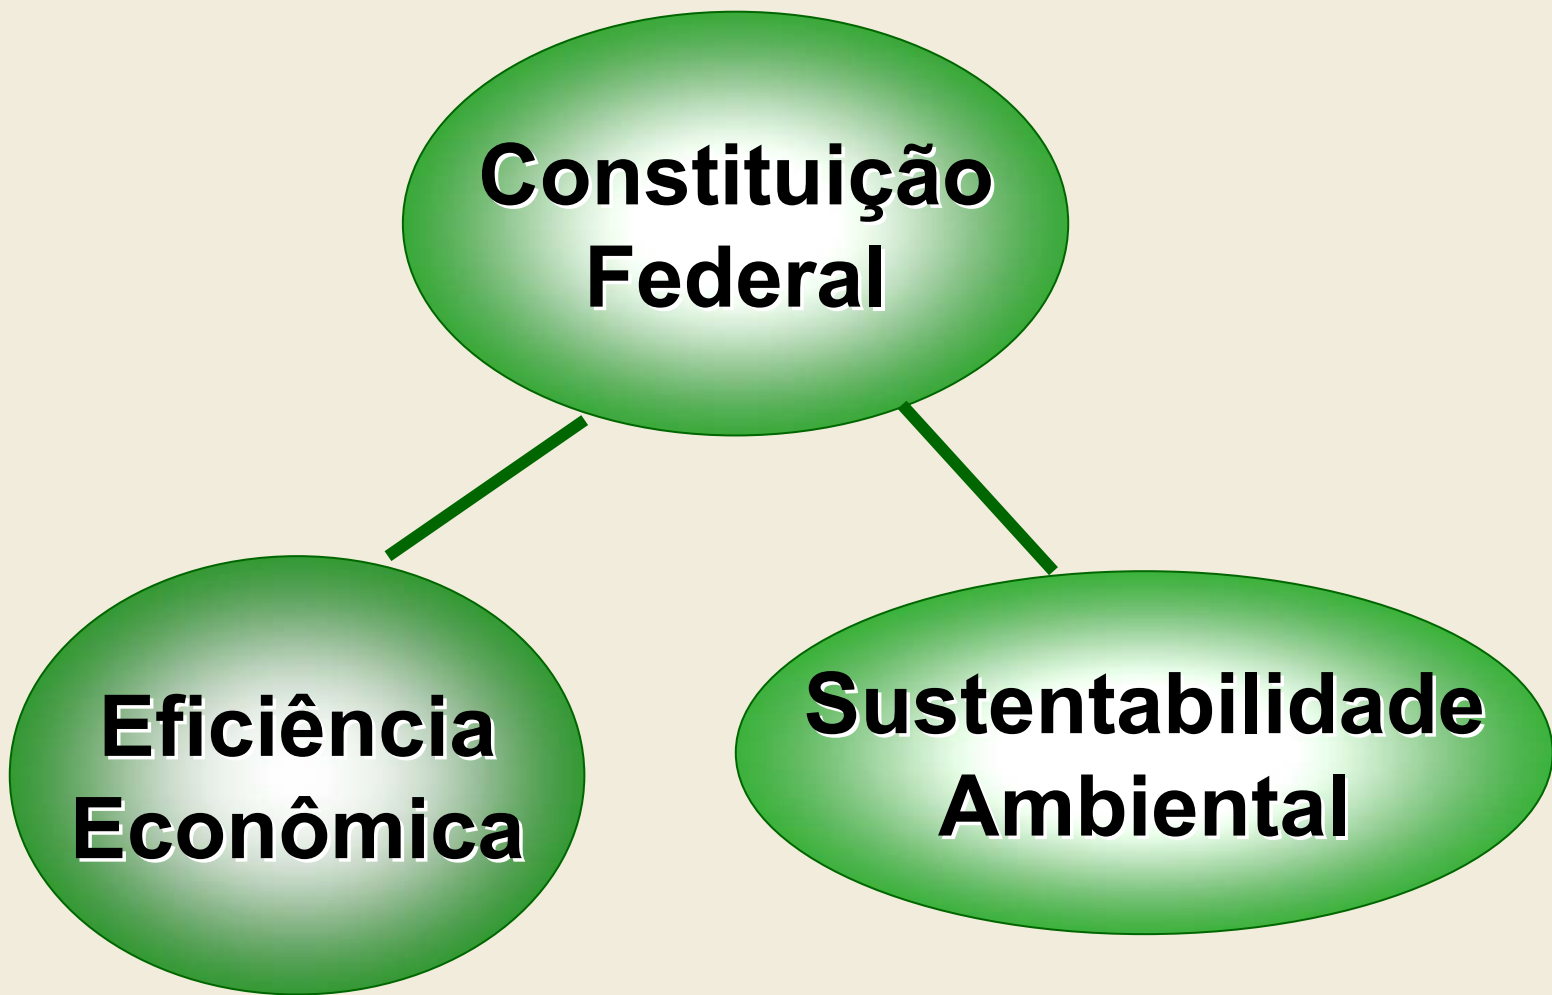 Constituição
Federal
Eficiência
Econômica
Sustentabilidade
Ambiental